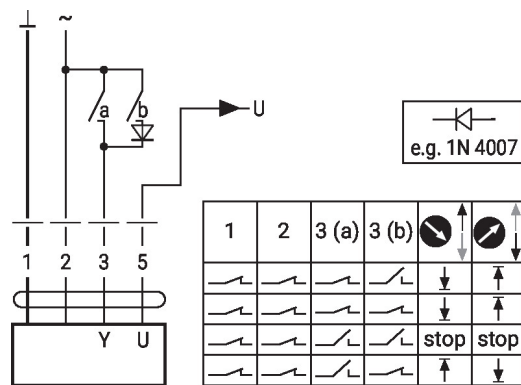 ⊥ ~
a b
U
e.g. 1N 4007
1 2 3 5
Y U
1 2 3 (a) 3 (b)
stop stop